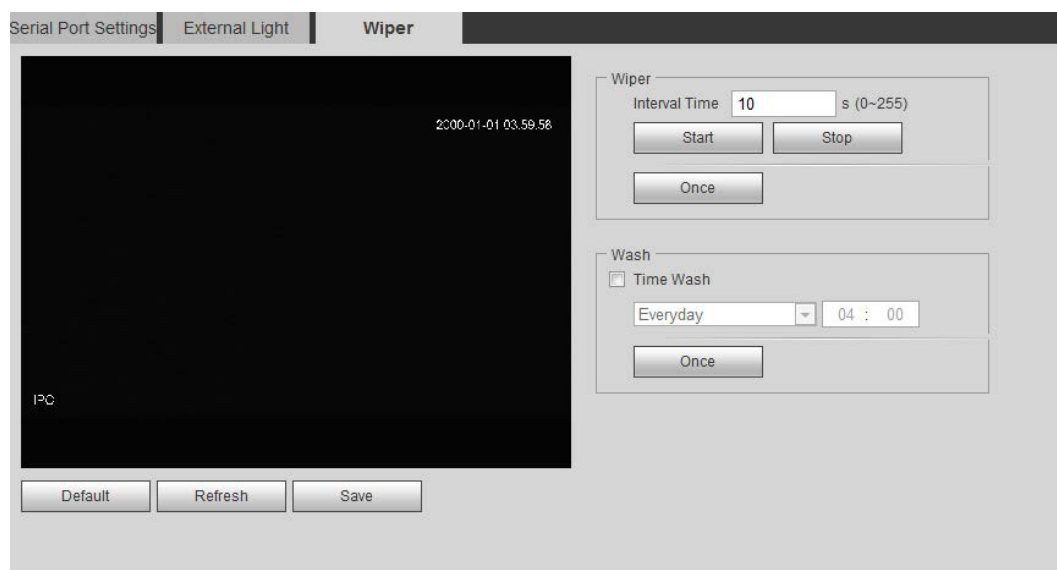 Serial Port Settings External Light Wiper
2000-01-01 03.59.58
IPC
Default Refresh Save
Wiper
Interval Time 10 s (0~255)
Start Stop
Once
Wash
Time Wash
Everyday 04 : 00
Once